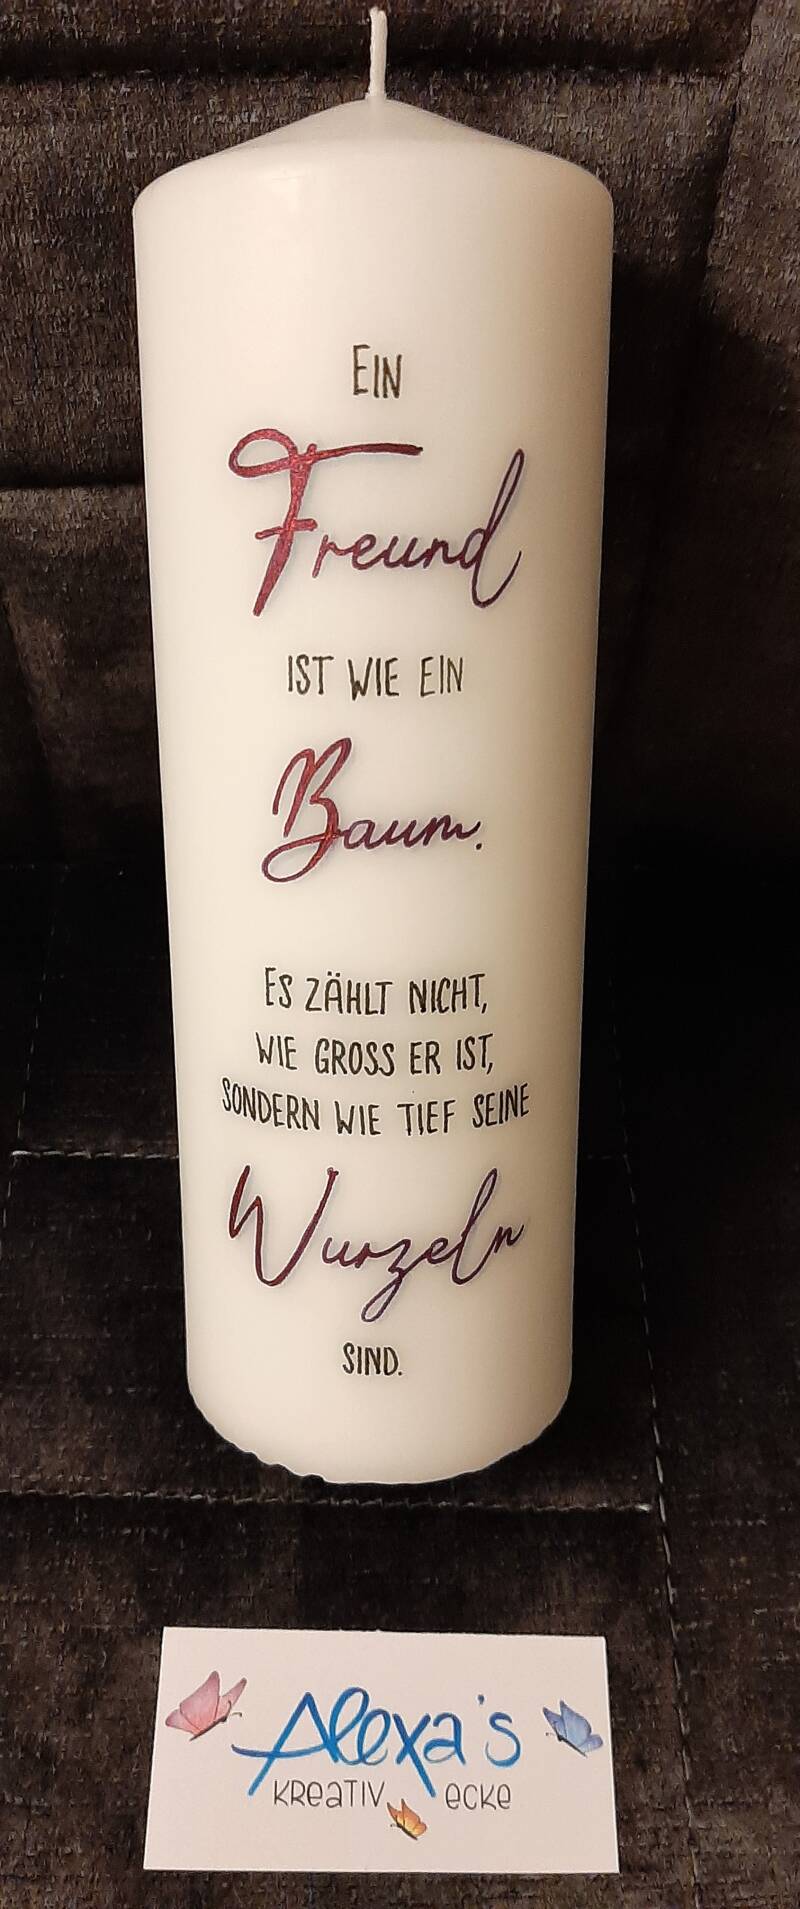 EIN
Freund
IST WIE EIN
Baum.
ES ZÄHLT NICHT,
WIE GROSS ER IST,
SONDERN WIE TIEF SEINE
Wurzeln
SIND.
Alexa's
KREATIV ECKE